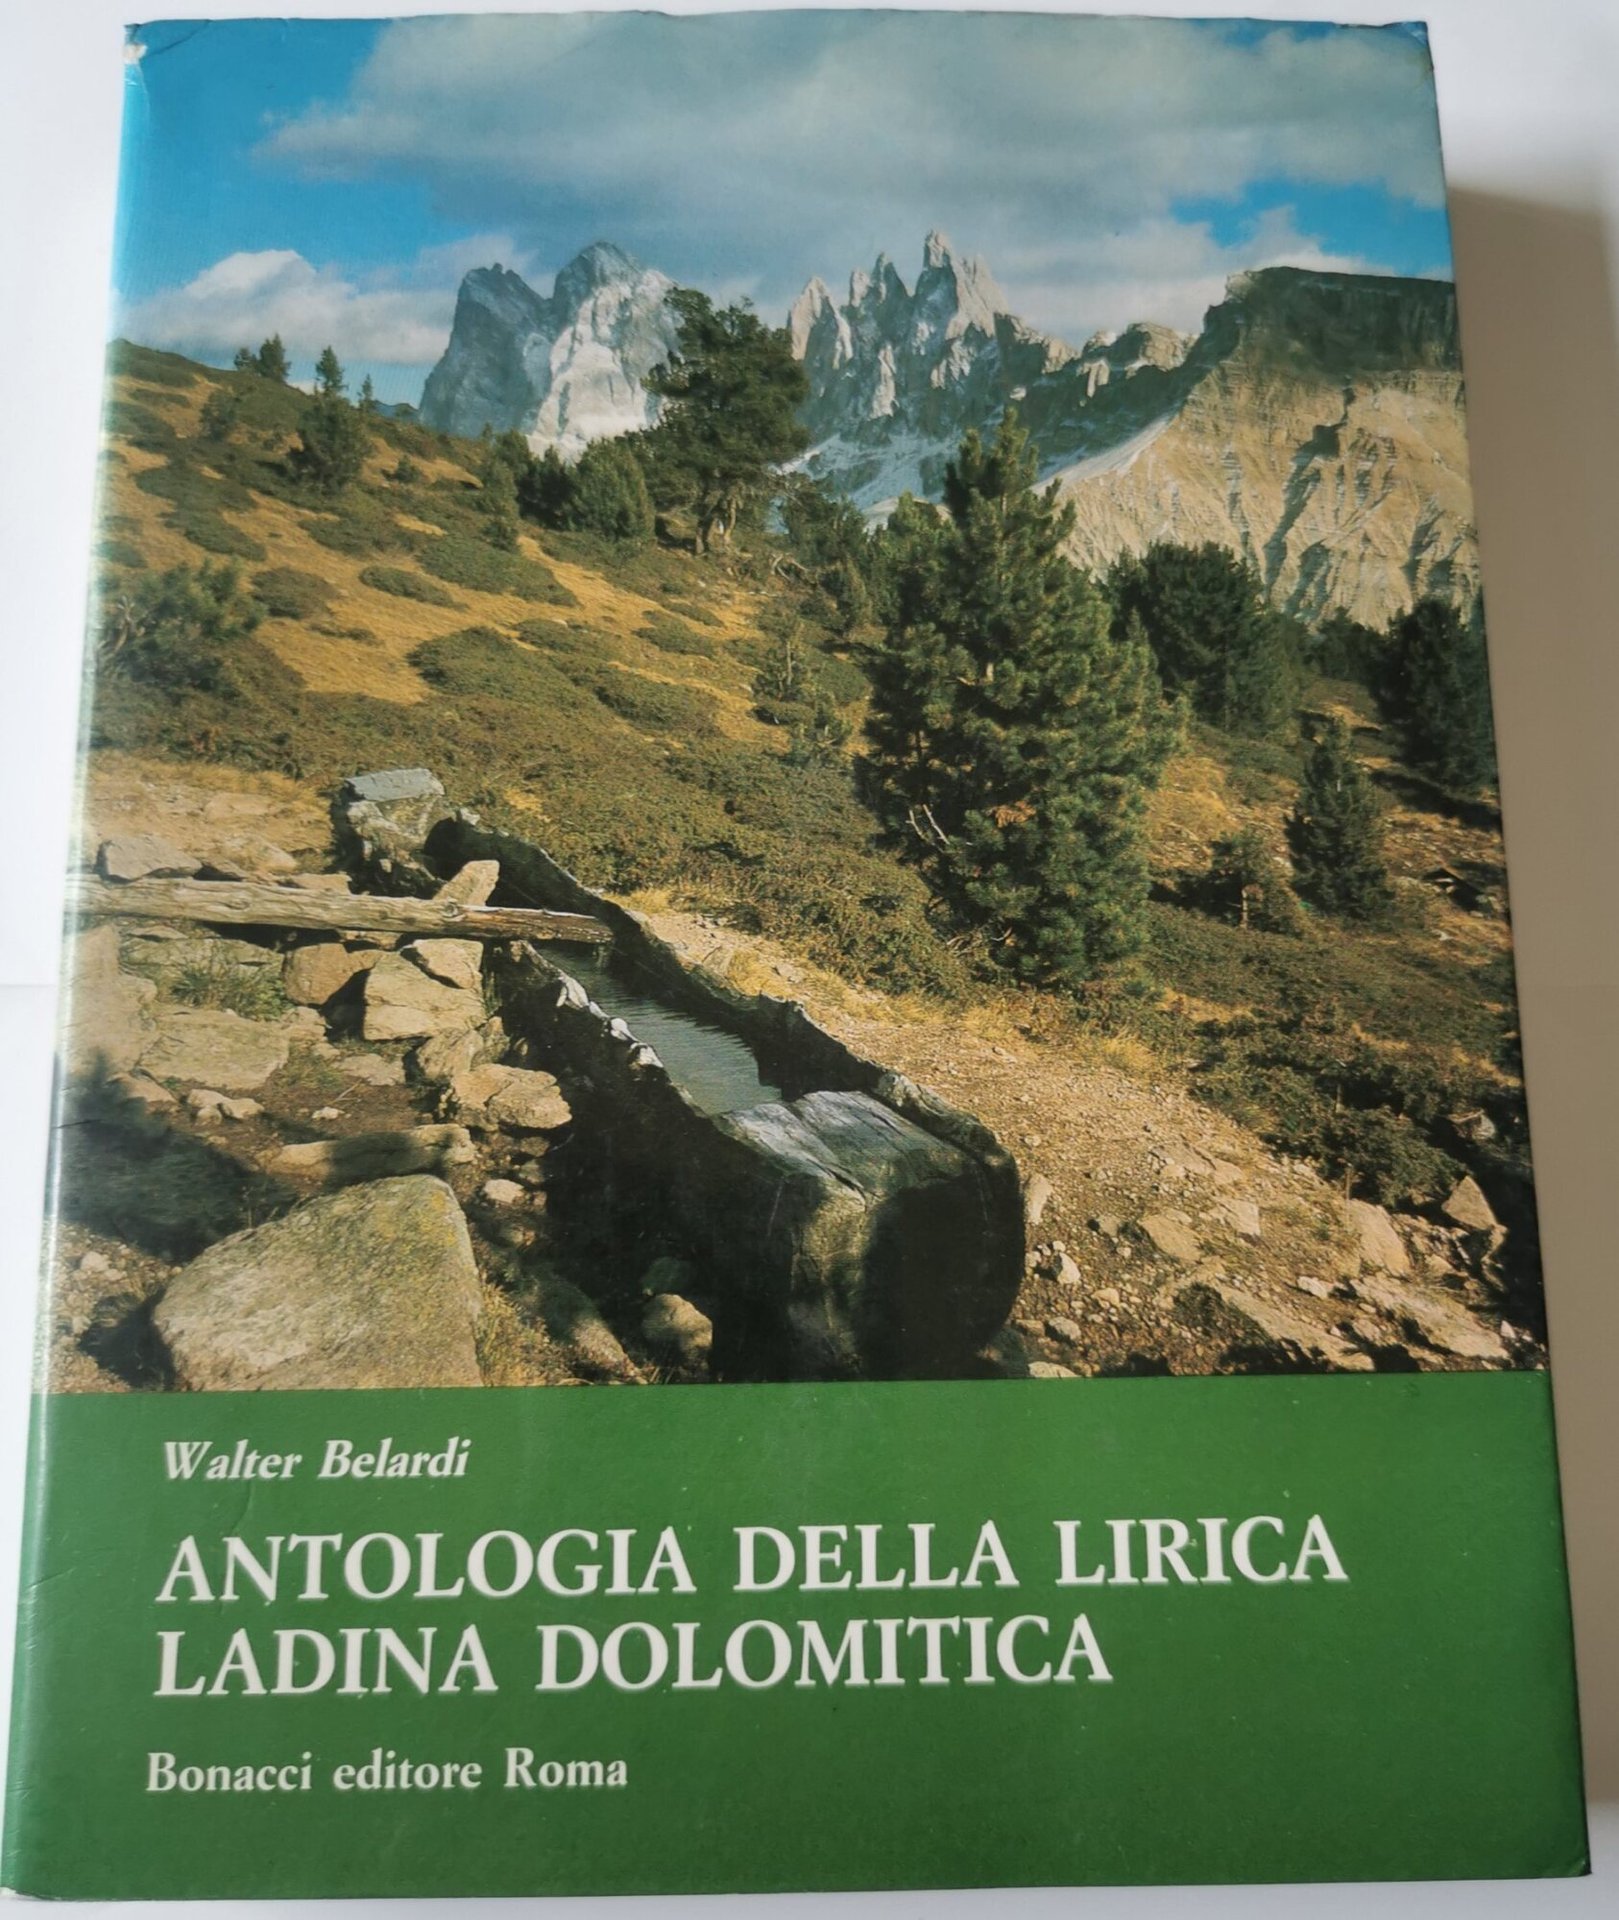 Walter Belardi
ANTOLOGIA DELLA LIRICA
LADINA DOLOMITICA
Bonacci editore Roma